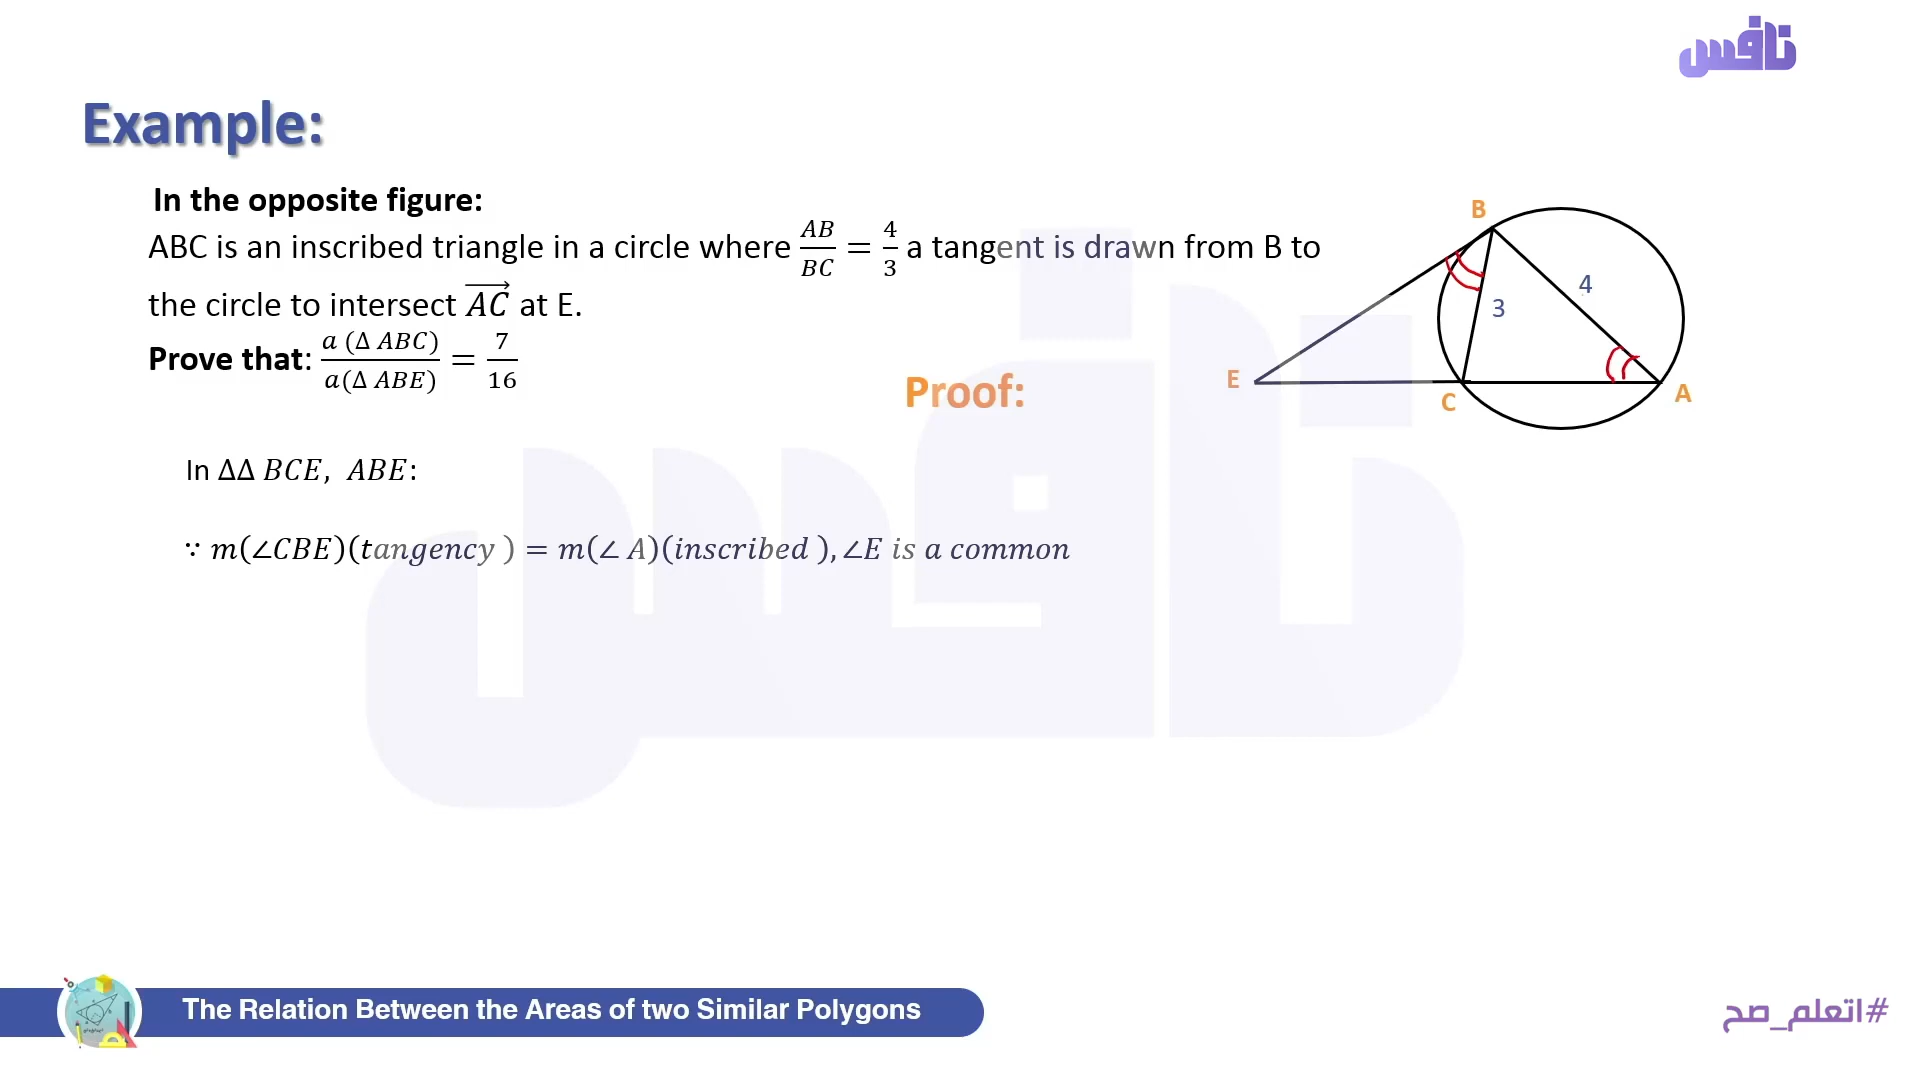 نافس
Example:
In the opposite figure:
ABC is an inscribed triangle in a circle where AB/BC = 4/3 a tangent is drawn from B to
the circle to intersect \overrightarrow{AC} at E.
Prove that: a (Δ ABC)/a(Δ ABE) = 7/16
Proof:
B
4
3
E
C
A
In ΔΔ BCE, ABE:
∵ m(∠CBE)(tangency ) = m(∠ A)(inscribed ), ∠E is a common
نافس
The Relation Between the Areas of two Similar Polygons
#اتعلم_صح